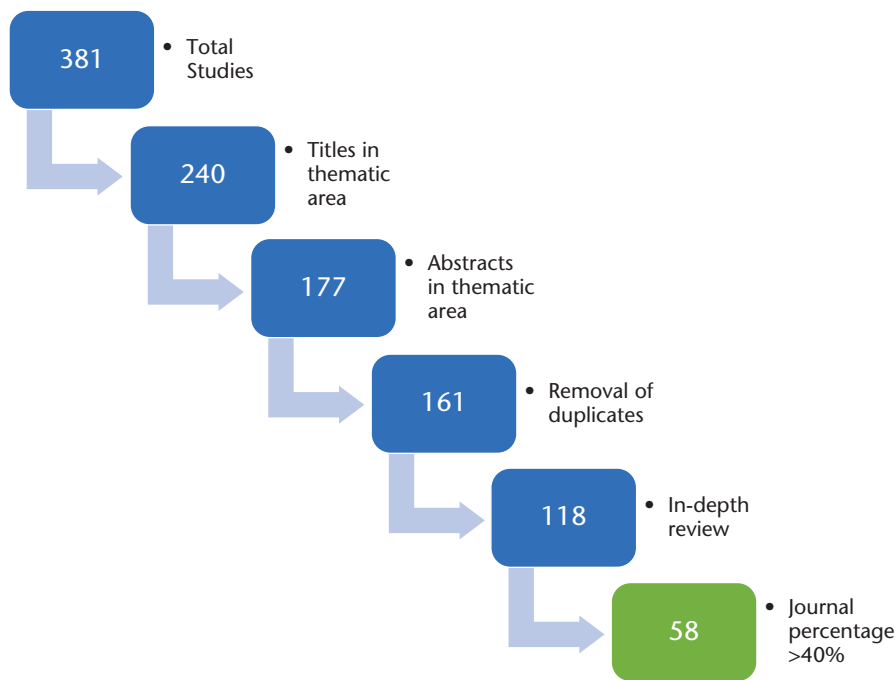 381
• Total
Studies
240
• Titles in
thematic
area
177
• Abstracts
in thematic
area
161
• Removal of
duplicates
118
• In-depth
review
58
• Journal
percentage
>40%